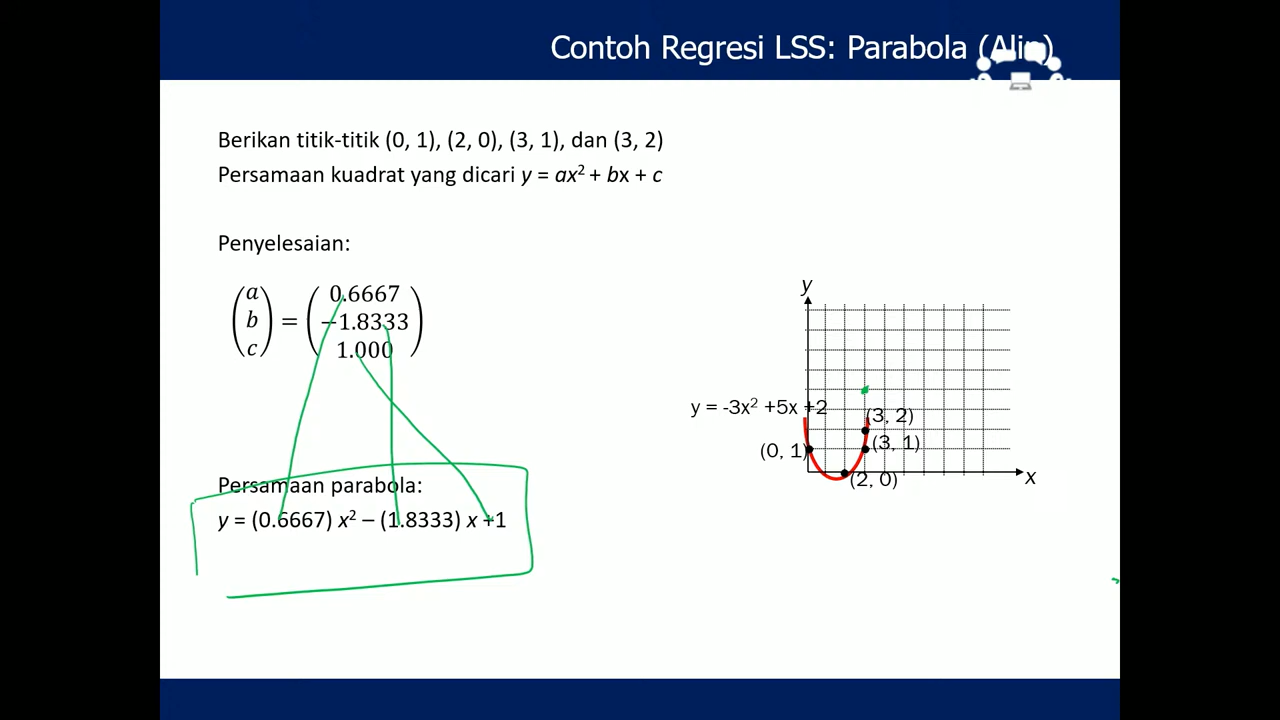 Contoh Regresi LSS: Parabola (Alin)
Berikan titik-titik (0, 1), (2, 0), (3, 1), dan (3, 2)
Persamaan kuadrat yang dicari y = ax² + bx + c
Penyelesaian:
(a b c) = (0.6667 −1.8333 1.000)
Persamaan parabola:
y = (0.6667) x² – (1.8333) x +1
y
y = -3x² +5x +2
(3, 2)
(3, 1)
(0, 1)
(2, 0)
x